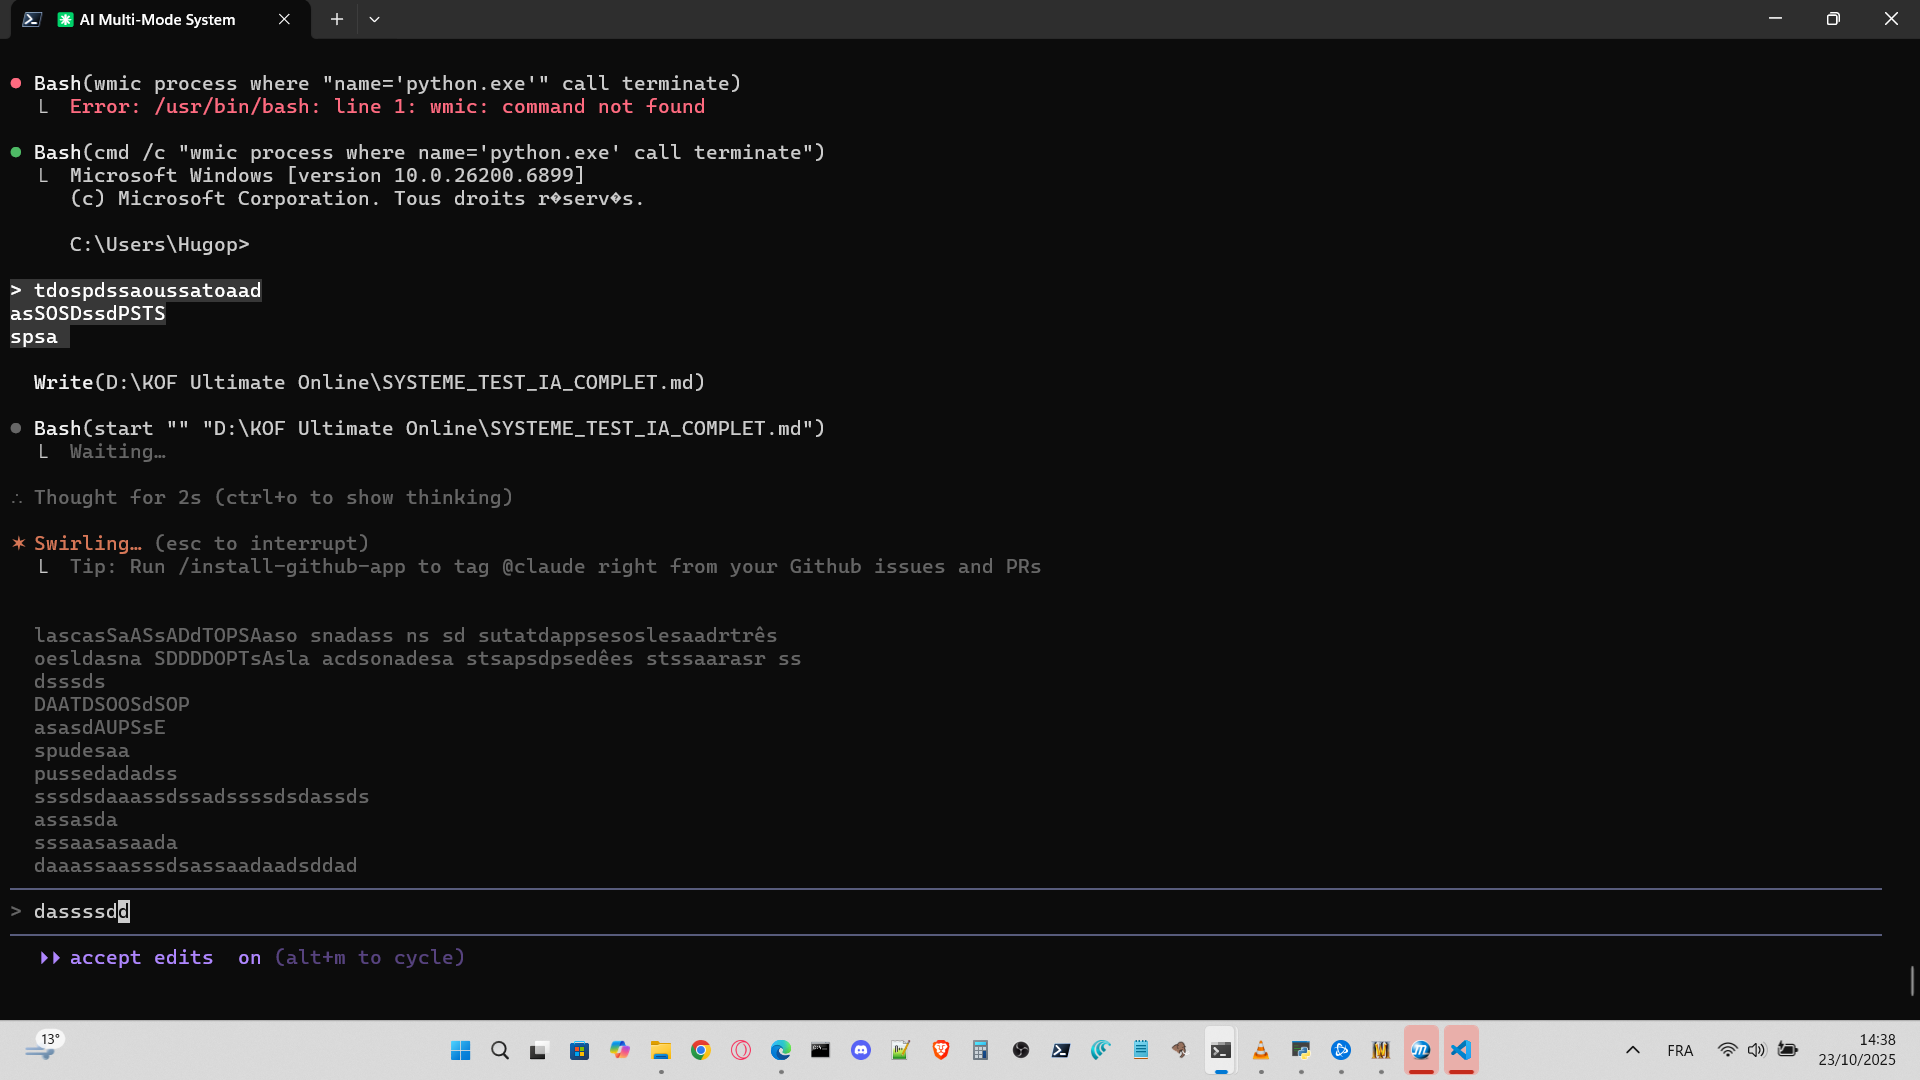 AI Multi-Mode System
● Bash(wmic process where "name='python.exe'" call terminate)
└ Error: /usr/bin/bash: line 1: wmic: command not found
● Bash(cmd /c "wmic process where name='python.exe' call terminate")
└ Microsoft Windows [version 10.0.26200.6899]
(c) Microsoft Corporation. Tous droits r�serv�s.
C:\Users\Hugop>
> tdospdssaoussatoaad
asSOSDssdPSTS
spsa
Write(D:\KOF Ultimate Online\SYSTEME_TEST_IA_COMPLET.md)
● Bash(start "" "D:\KOF Ultimate Online\SYSTEME_TEST_IA_COMPLET.md")
└ Waiting…
∴ Thought for 2s (ctrl+o to show thinking)
✶ Swirling… (esc to interrupt)
└ Tip: Run /install-github-app to tag @claude right from your Github issues and PRs
lascasSaASsADdTOPSAaso snadass ns sd sutatdappsesoslesaadrtrês
oesldasna SDDDDOPTsAsla acdsonadesa stsapsdpsedêes stssaarasr ss
dsssds
DAATDSOOSdSOP
asasdAUPSsE
spudesaa
pussedadadss
sssdsdaaassdssadssssdsdassds
assasda
sssaasasaada
daaassaasssdsassaadaadsddad
> dassssdd
⏵⏵ accept edits on (alt+m to cycle)
13°
FRA
14:38
23/10/2025